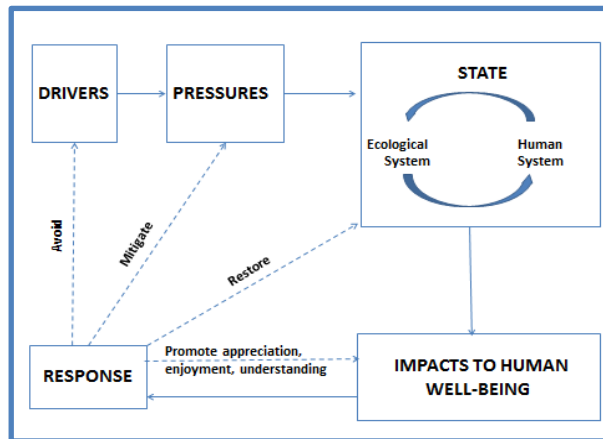 DRIVERS
PRESSURES
STATE
Ecological
System
Human
System
Avoid
Mitigate
Restore
Promote appreciation,
enjoyment, understanding
RESPONSE
IMPACTS TO HUMAN
WELL-BEING